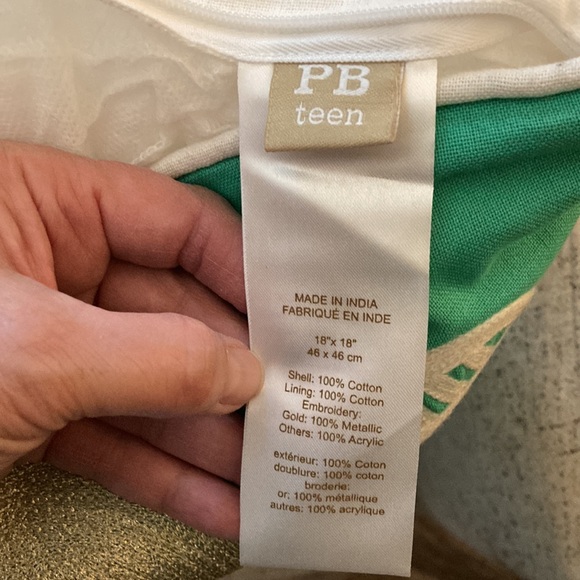 PB
teen
MADE IN INDIA
FABRIQUÉ EN INDE
18"x 18"
46 x 46 cm
Shell: 100% Cotton
Lining: 100% Cotton
Embroidery:
Gold: 100% Metallic
Others: 100% Acrylic
extérieur: 100% Coton
doublure: 100% coton
broderie:
or: 100% métallique
autres: 100% acrylique